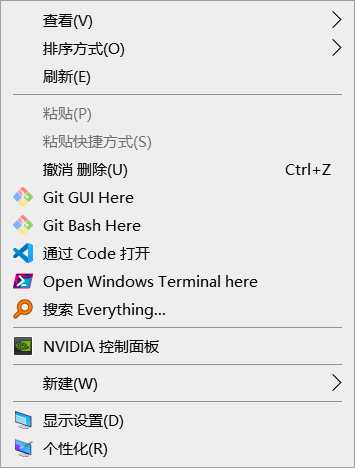 查看(V)
排序方式(O)
刷新(E)
粘贴(P)
粘贴快捷方式(S)
撤消 删除(U) Ctrl+Z
Git GUI Here
Git Bash Here
通过 Code 打开
Open Windows Terminal here
搜索 Everything...
NVIDIA 控制面板
新建(W)
显示设置(D)
个性化(R)